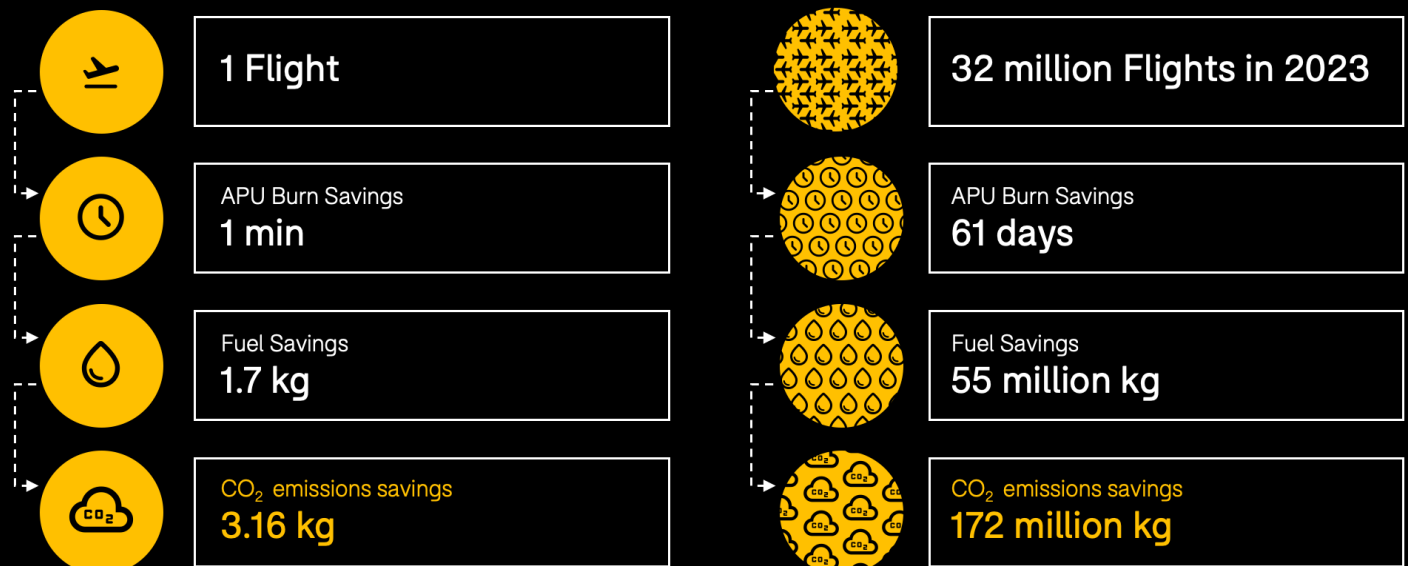 1 Flight
APU Burn Savings
1 min
Fuel Savings
1.7 kg
CO₂
CO₂ emissions savings
3.16 kg
32 million Flights in 2023
APU Burn Savings
61 days
Fuel Savings
55 million kg
CO₂
CO₂ emissions savings
172 million kg